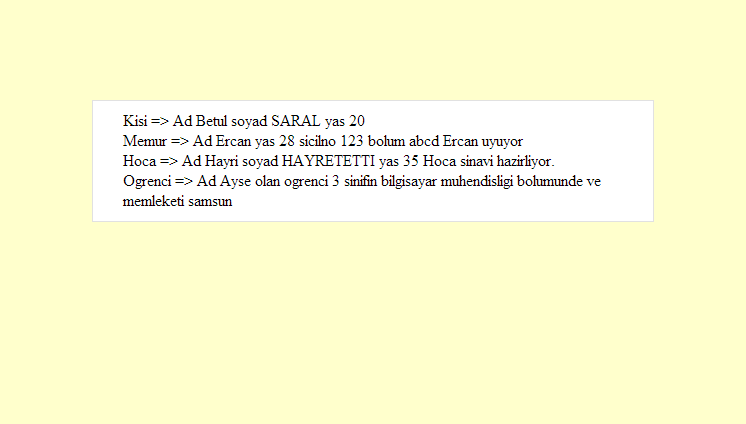 Kisi => Ad Betul soyad SARAL yas 20
Memur => Ad Ercan yas 28 sicilno 123 bolum abcd Ercan uyuyor
Hoca => Ad Hayri soyad HAYRETETTI yas 35 Hoca sinavi hazirliyor.
Ogrenci => Ad Ayse olan ogrenci 3 sinifin bilgisayar muhendisligi bolumunde ve
memleketi samsun